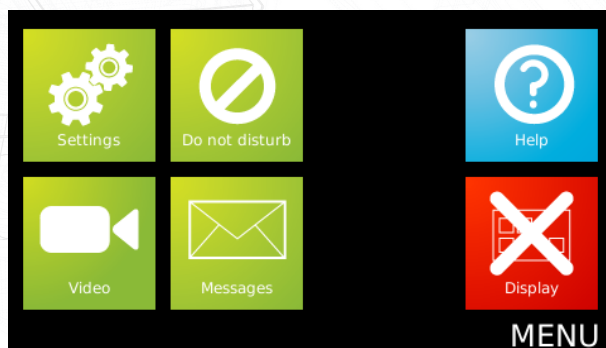 Settings
Do not disturb
Help
Video
Messages
Display
MENU